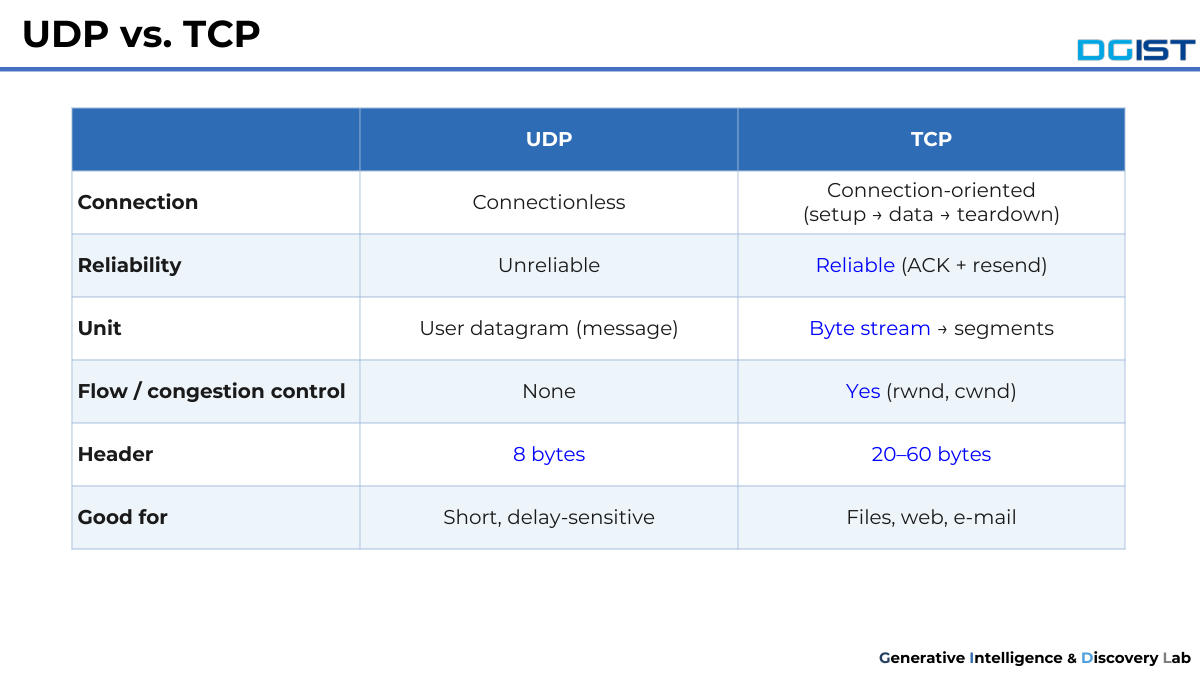 UDP vs. TCP
DGIST
UDP TCP
Connection Connectionless Connection-oriented
(setup → data → teardown)
Reliability Unreliable Reliable (ACK + resend)
Unit User datagram (message) Byte stream → segments
Flow / congestion control None Yes (rwnd, cwnd)
Header 8 bytes 20–60 bytes
Good for Short, delay-sensitive Files, web, e-mail
Generative Intelligence & Discovery Lab